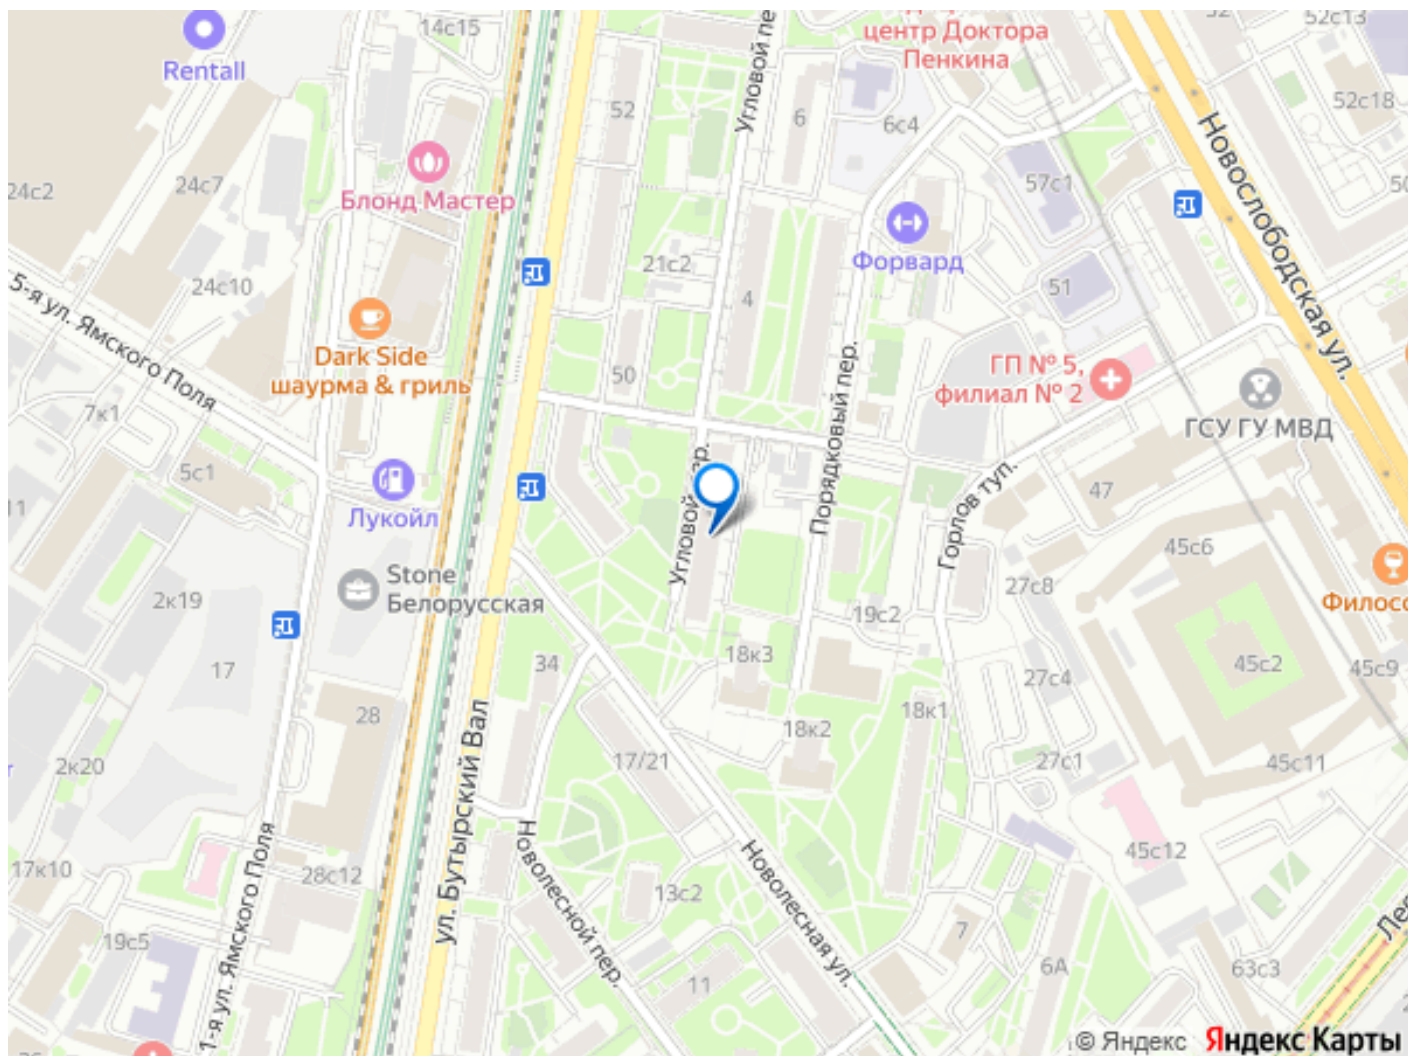 14с15
центр Доктора
Пенкина
52с13
Rentall
52
Угловой пе
6
6с4
52с18
Новослободская ул.
24с2
24с7
Блонд Мастер
57с1
50
Форвард
21с2
24с10
4
51
5-я ул. Ямского Поля
Dark Side
шаурма & гриль
50
Порядковый пер.
ГП № 5,
филиал № 2
ГСУ ГУ МВД
7к1
5с1
Лукойл
47
Горлов туп.
11
Stone
Белорусская
45с6
2к19
27с8
Филосо
19с2
17
34
18к3
27с4
45с2
45с9
28
18к2
18к1
ул. Бутырский Вал
2к20
17/21
27с1
45с11
1-я ул. Ямского Поля
17к10
28с12
Новолесной пер.
13с2
Новолесная ул.
45с12
7
19с5
11
6А
63с3
Лес
© Яндекс Яндекс Карты